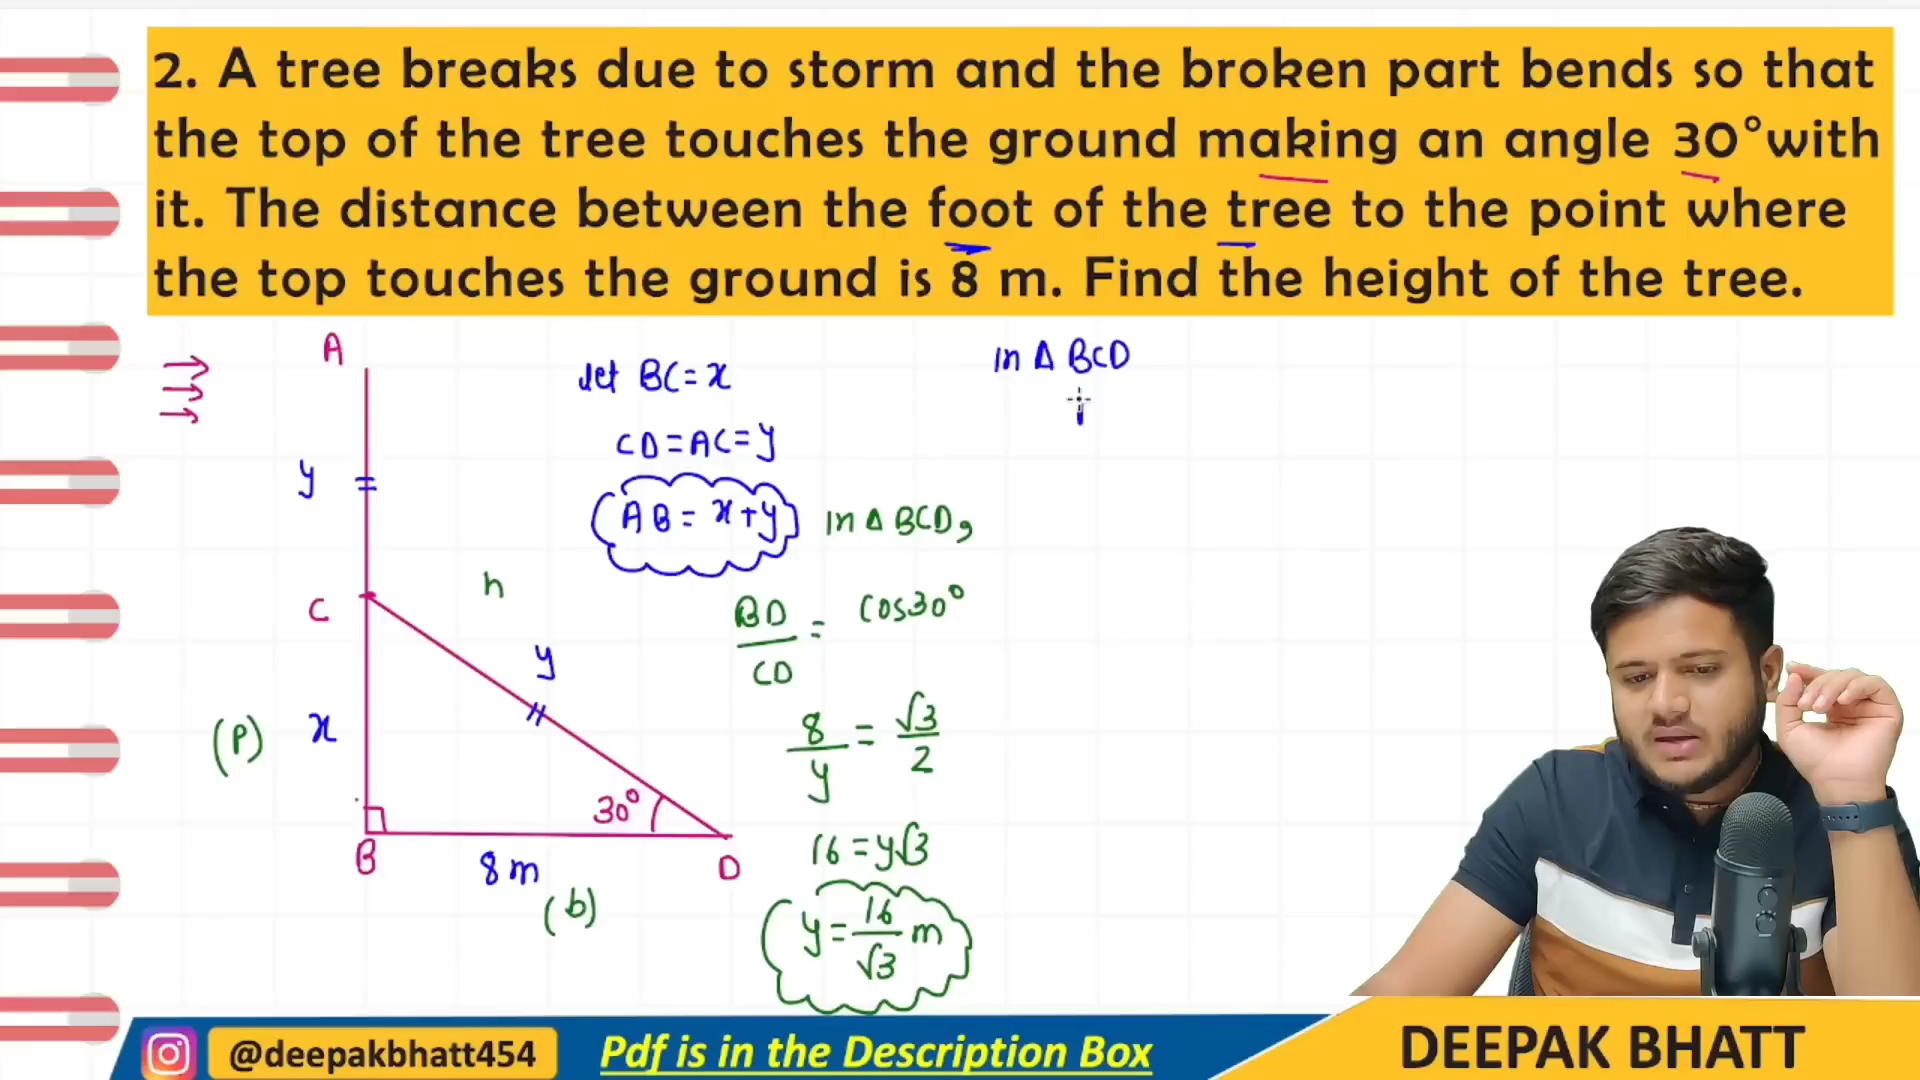 2. A tree breaks due to storm and the broken part bends so that
the top of the tree touches the ground making an angle 30° with
it. The distance between the foot of the tree to the point where
the top touches the ground is 8 m. Find the height of the tree.
A
y
C
(P) x
B
8 m
(b)
D
30°
h
y
Let BC = x
CD = AC = y
AB = x + y
in Δ BCD,
BD/CD = cos30°
8/y = √3/2
16 = y√3
y = 16/√3 m
in Δ BCD
@deepakbhatt454
Pdf is in the Description Box
DEEPAK BHATT